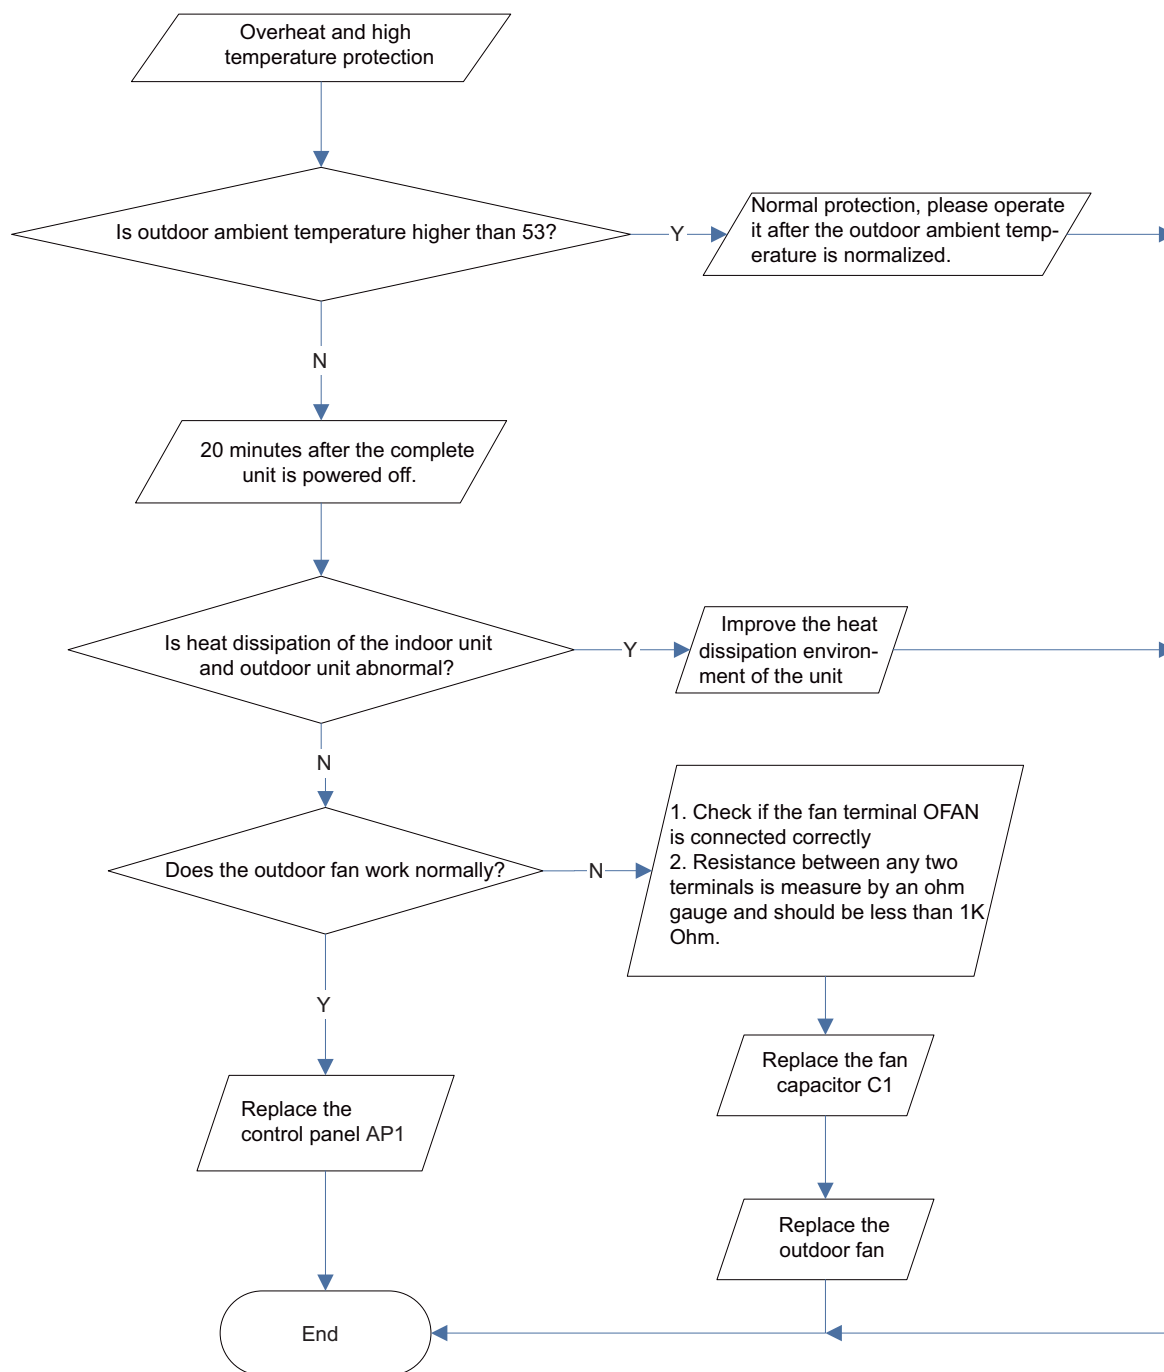 Overheat and high
temperature protection
Is outdoor ambient temperature higher than 53?
Y
Normal protection, please operate
it after the outdoor ambient temp-
erature is normalized.
N
20 minutes after the complete
unit is powered off.
Is heat dissipation of the indoor unit
and outdoor unit abnormal?
Y
Improve the heat
dissipation environ-
ment of the unit
N
Does the outdoor fan work normally?
N
1. Check if the fan terminal OFAN
is connected correctly
2. Resistance between any two
terminals is measure by an ohm
gauge and should be less than 1K
Ohm.
Y
Replace the fan
capacitor C1
Replace the
control panel AP1
Replace the
outdoor fan
End